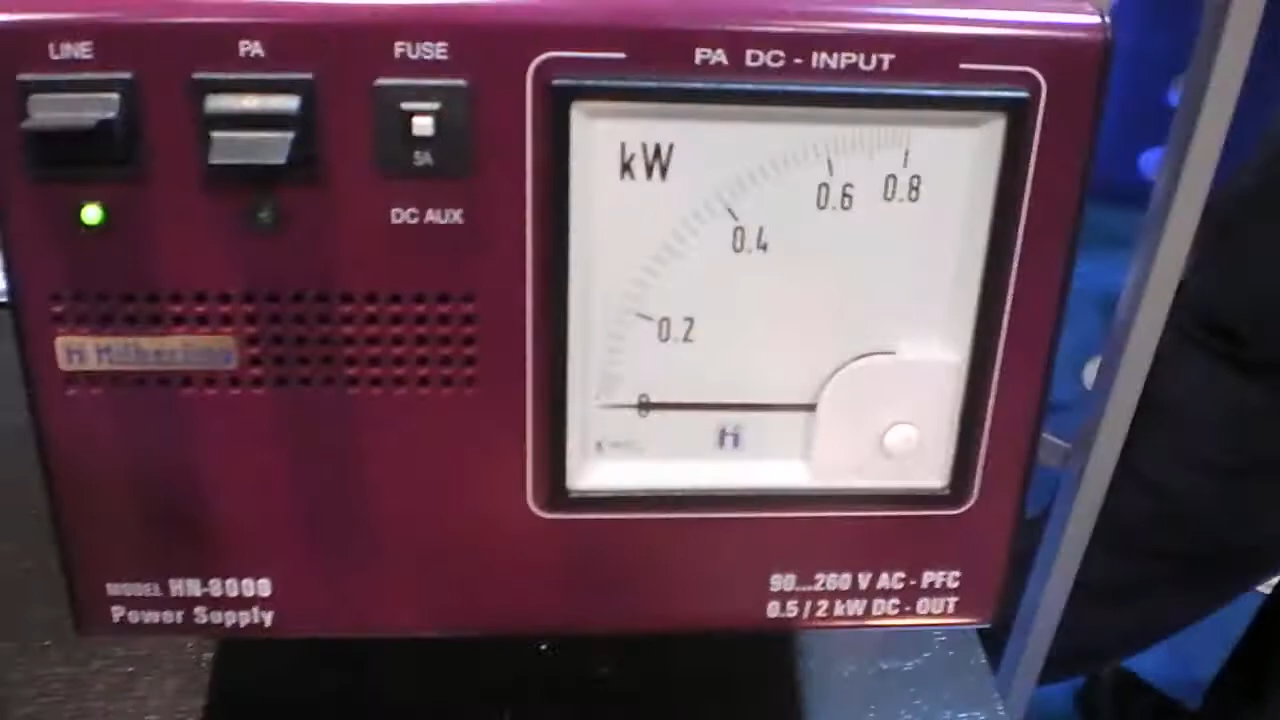 LINE
PA
FUSE
5A
DC AUX
PA DC - INPUT
kW
0.8
0.6
0.4
0.2
0
H
H Hilberling
MODEL HN-8000
Power Supply
90...260 V AC - PFC
0.5 / 2 kW DC - OUT